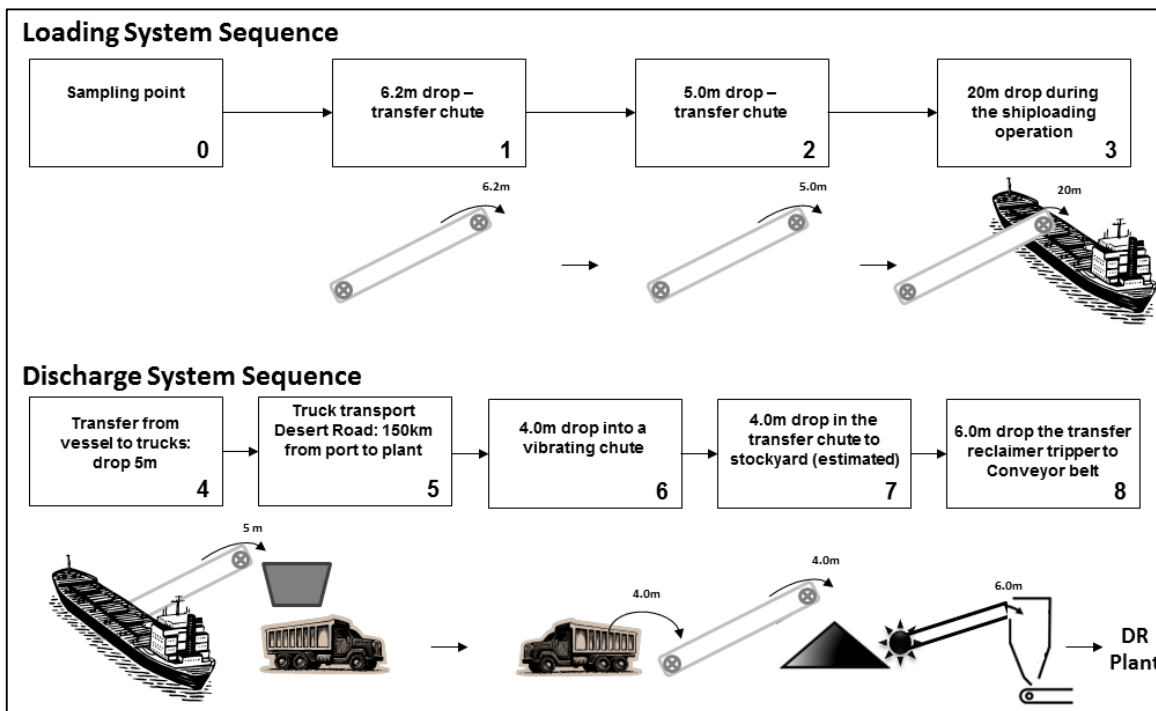 Loading System Sequence
Sampling point
0
6.2m drop –
transfer chute
1
5.0m drop –
transfer chute
2
20m drop during
the shiploading
operation
3
6.2m
5.0m
20m
Discharge System Sequence
Transfer from
vessel to trucks:
drop 5m
4
Truck transport
Desert Road: 150km
from port to plant
5
4.0m drop into a
vibrating chute
6
4.0m drop in the
transfer chute to
stockyard (estimated)
7
6.0m drop the transfer
reclaimer tripper to
Conveyor belt
8
5 m
4.0m
4.0m
6.0m
DR
Plant